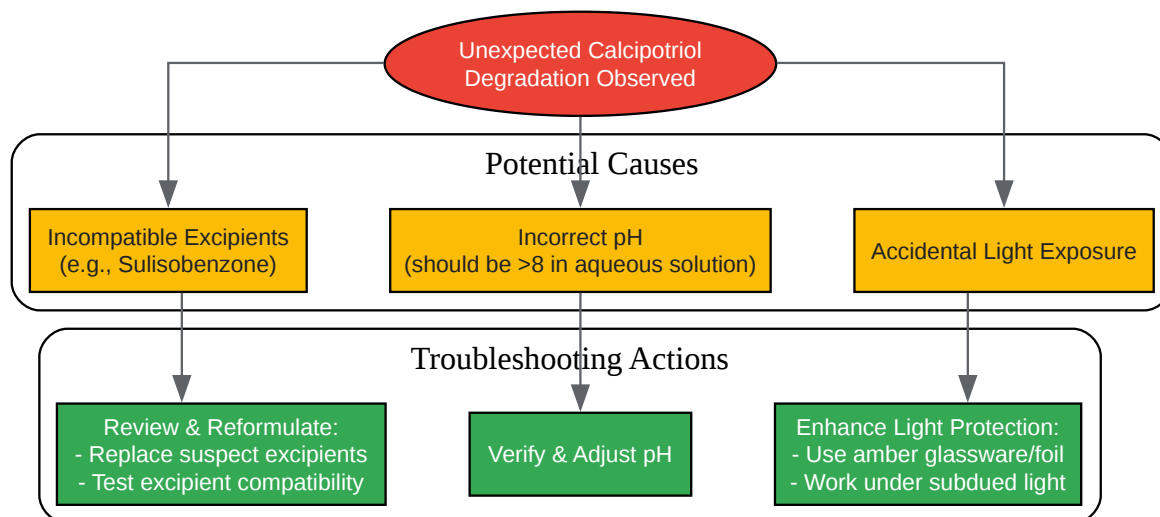 Unexpected Calcipotriol
Degradation Observed
Potential Causes
Incompatible Excipients
(e.g., Sulisobenzone)
Incorrect pH
(should be >8 in aqueous solution)
Accidental Light Exposure
Troubleshooting Actions
Review & Reformulate:
- Replace suspect excipients
- Test excipient compatibility
Verify & Adjust pH
Enhance Light Protection:
- Use amber glassware/foil
- Work under subdued light